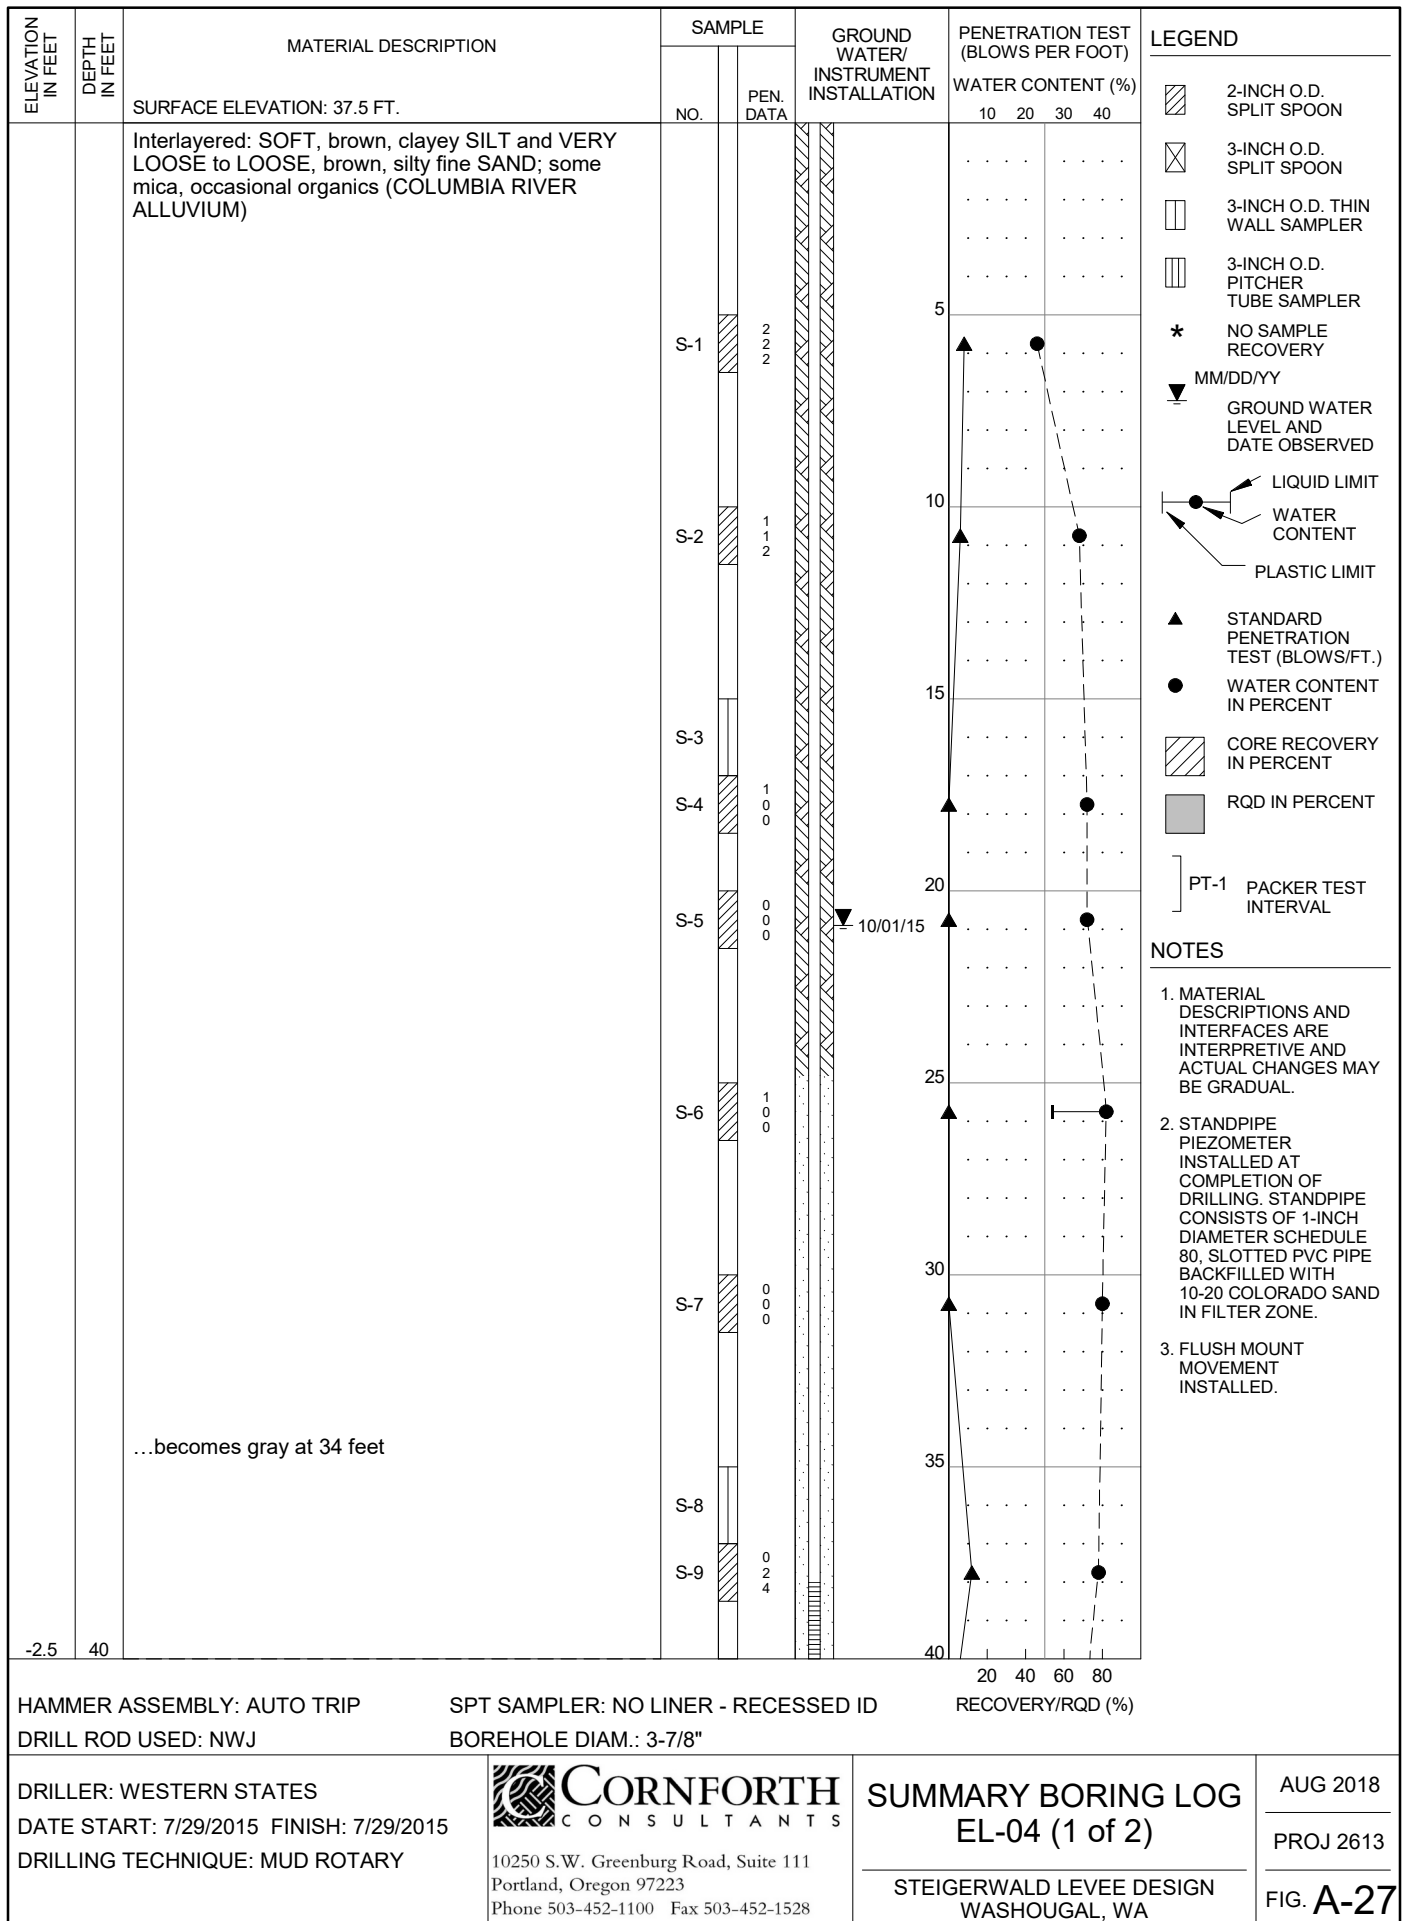 ELEVATION
IN FEET
DEPTH
IN FEET
MATERIAL DESCRIPTION
SURFACE ELEVATION: 37.5 FT.
SAMPLE
NO.
PEN.
DATA
GROUND
WATER/
INSTRUMENT
INSTALLATION
PENETRATION TEST
(BLOWS PER FOOT)
WATER CONTENT (%)
10 20 30 40
Interlayered: SOFT, brown, clayey SILT and VERY
LOOSE to LOOSE, brown, silty fine SAND; some
mica, occasional organics (COLUMBIA RIVER
ALLUVIUM)
5
S-1
2
2
2
10
S-2
1
1
2
15
S-3
S-4
1
0
0
20
S-5
0
0
0
10/01/15
25
S-6
1
0
0
30
S-7
0
0
0
…becomes gray at 34 feet
35
S-8
S-9
0
2
4
-2.5 40
40
20 40 60 80
RECOVERY/RQD (%)
LEGEND
2-INCH O.D.
SPLIT SPOON
3-INCH O.D.
SPLIT SPOON
3-INCH O.D. THIN
WALL SAMPLER
3-INCH O.D.
PITCHER
TUBE SAMPLER
* NO SAMPLE
RECOVERY
MM/DD/YY
GROUND WATER
LEVEL AND
DATE OBSERVED
LIQUID LIMIT
WATER
CONTENT
PLASTIC LIMIT
STANDARD
PENETRATION
TEST (BLOWS/FT.)
WATER CONTENT
IN PERCENT
CORE RECOVERY
IN PERCENT
RQD IN PERCENT
PT-1 PACKER TEST
INTERVAL
NOTES
1. MATERIAL
DESCRIPTIONS AND
INTERFACES ARE
INTERPRETIVE AND
ACTUAL CHANGES MAY
BE GRADUAL.
2. STANDPIPE
PIEZOMETER
INSTALLED AT
COMPLETION OF
DRILLING. STANDPIPE
CONSISTS OF 1-INCH
DIAMETER SCHEDULE
80, SLOTTED PVC PIPE
BACKFILLED WITH
10-20 COLORADO SAND
IN FILTER ZONE.
3. FLUSH MOUNT
MOVEMENT
INSTALLED.
HAMMER ASSEMBLY: AUTO TRIP
SPT SAMPLER: NO LINER - RECESSED ID
DRILL ROD USED: NWJ
BOREHOLE DIAM.: 3-7/8"
DRILLER: WESTERN STATES
DATE START: 7/29/2015 FINISH: 7/29/2015
DRILLING TECHNIQUE: MUD ROTARY
CORNFORTH
CONSULTANTS
10250 S.W. Greenburg Road, Suite 111
Portland, Oregon 97223
Phone 503-452-1100 Fax 503-452-1528
SUMMARY BORING LOG
EL-04 (1 of 2)
STEIGERWALD LEVEE DESIGN
WASHOUGAL, WA
AUG 2018
PROJ 2613
FIG. A-27